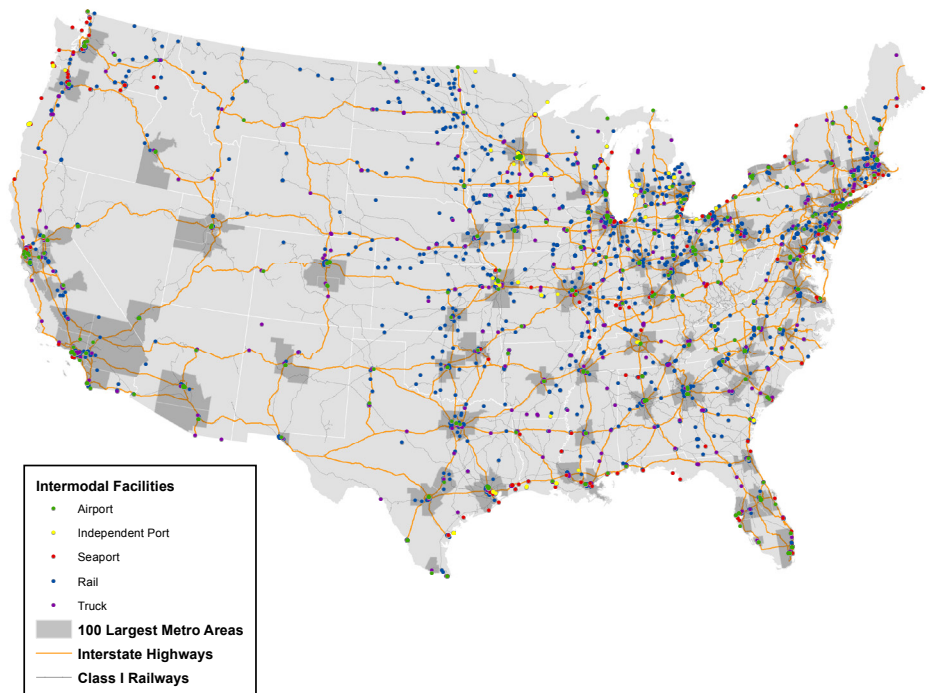 Intermodal Facilities
Airport
Independent Port
Seaport
Rail
Truck
100 Largest Metro Areas
Interstate Highways
Class I Railways